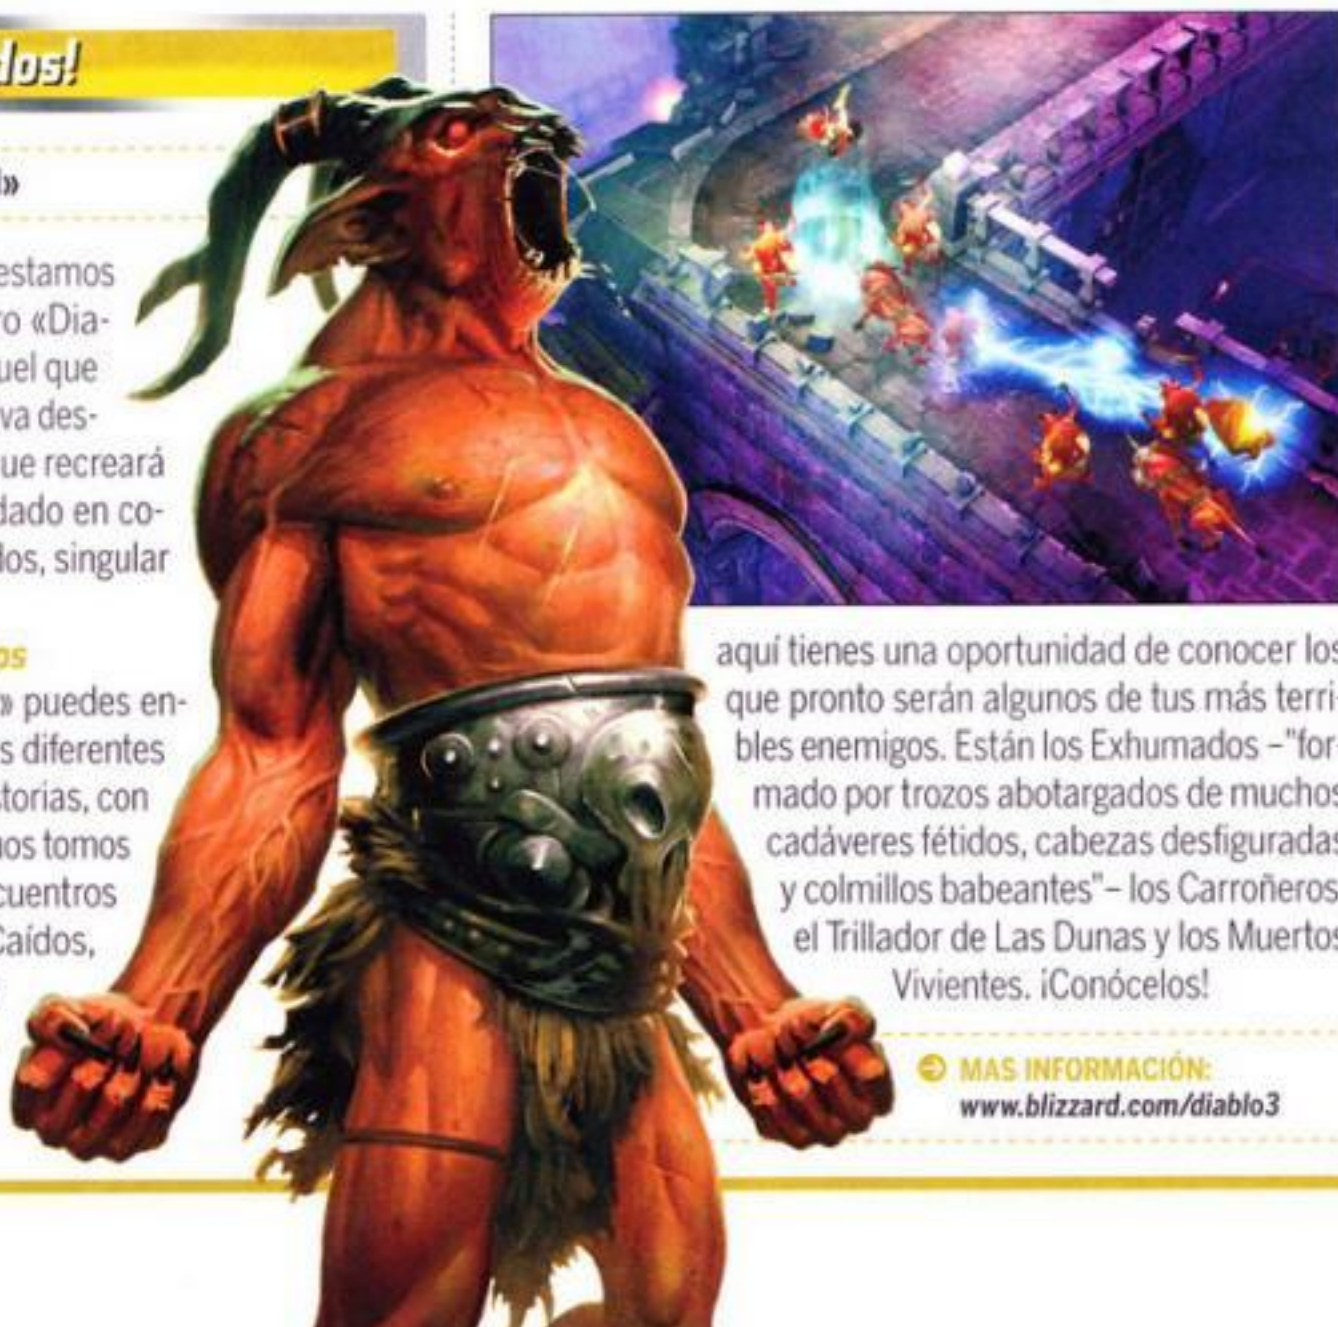 dos!
»
estamos
ro «Dia-
uel que
va des-
ue recreará
dado en co-
dos, singular
os
» puedes en-
s diferentes
storias, con
nos tomos
cuentros
Caídos,
aquí tienes una oportunidad de conocer los
que pronto serán algunos de tus más terri-
bles enemigos. Están los Exhumados –"for-
mado por trozos abotargados de muchos
cadáveres fétidos, cabezas desfiguradas
y colmillos babeantes"– los Carroñeros,
el Trillador de Las Dunas y los Muertos
Vivientes. ¡Conócelos!
MAS INFORMACIÓN:
www.blizzard.com/diablo3